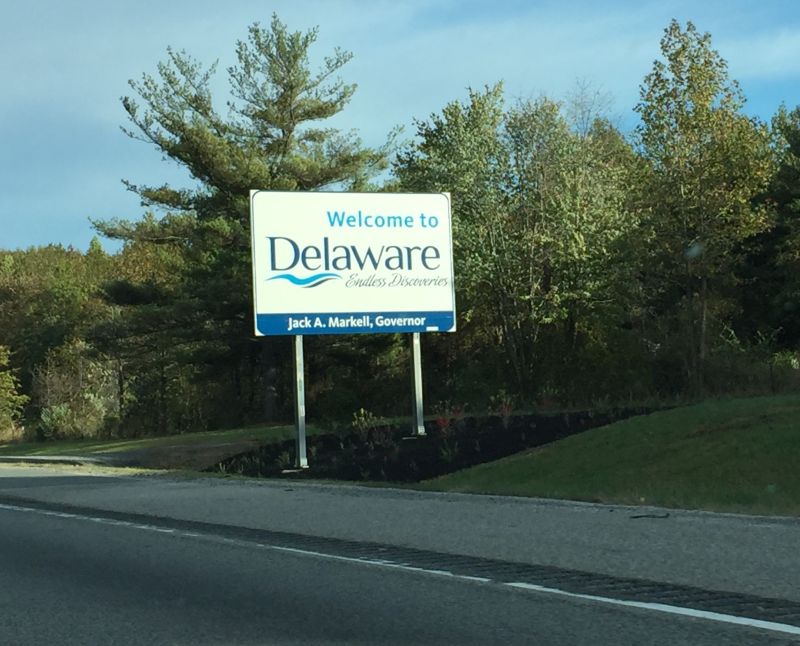 Welcome to
Delaware
Endless Discoveries
Jack A. Markell, Governor